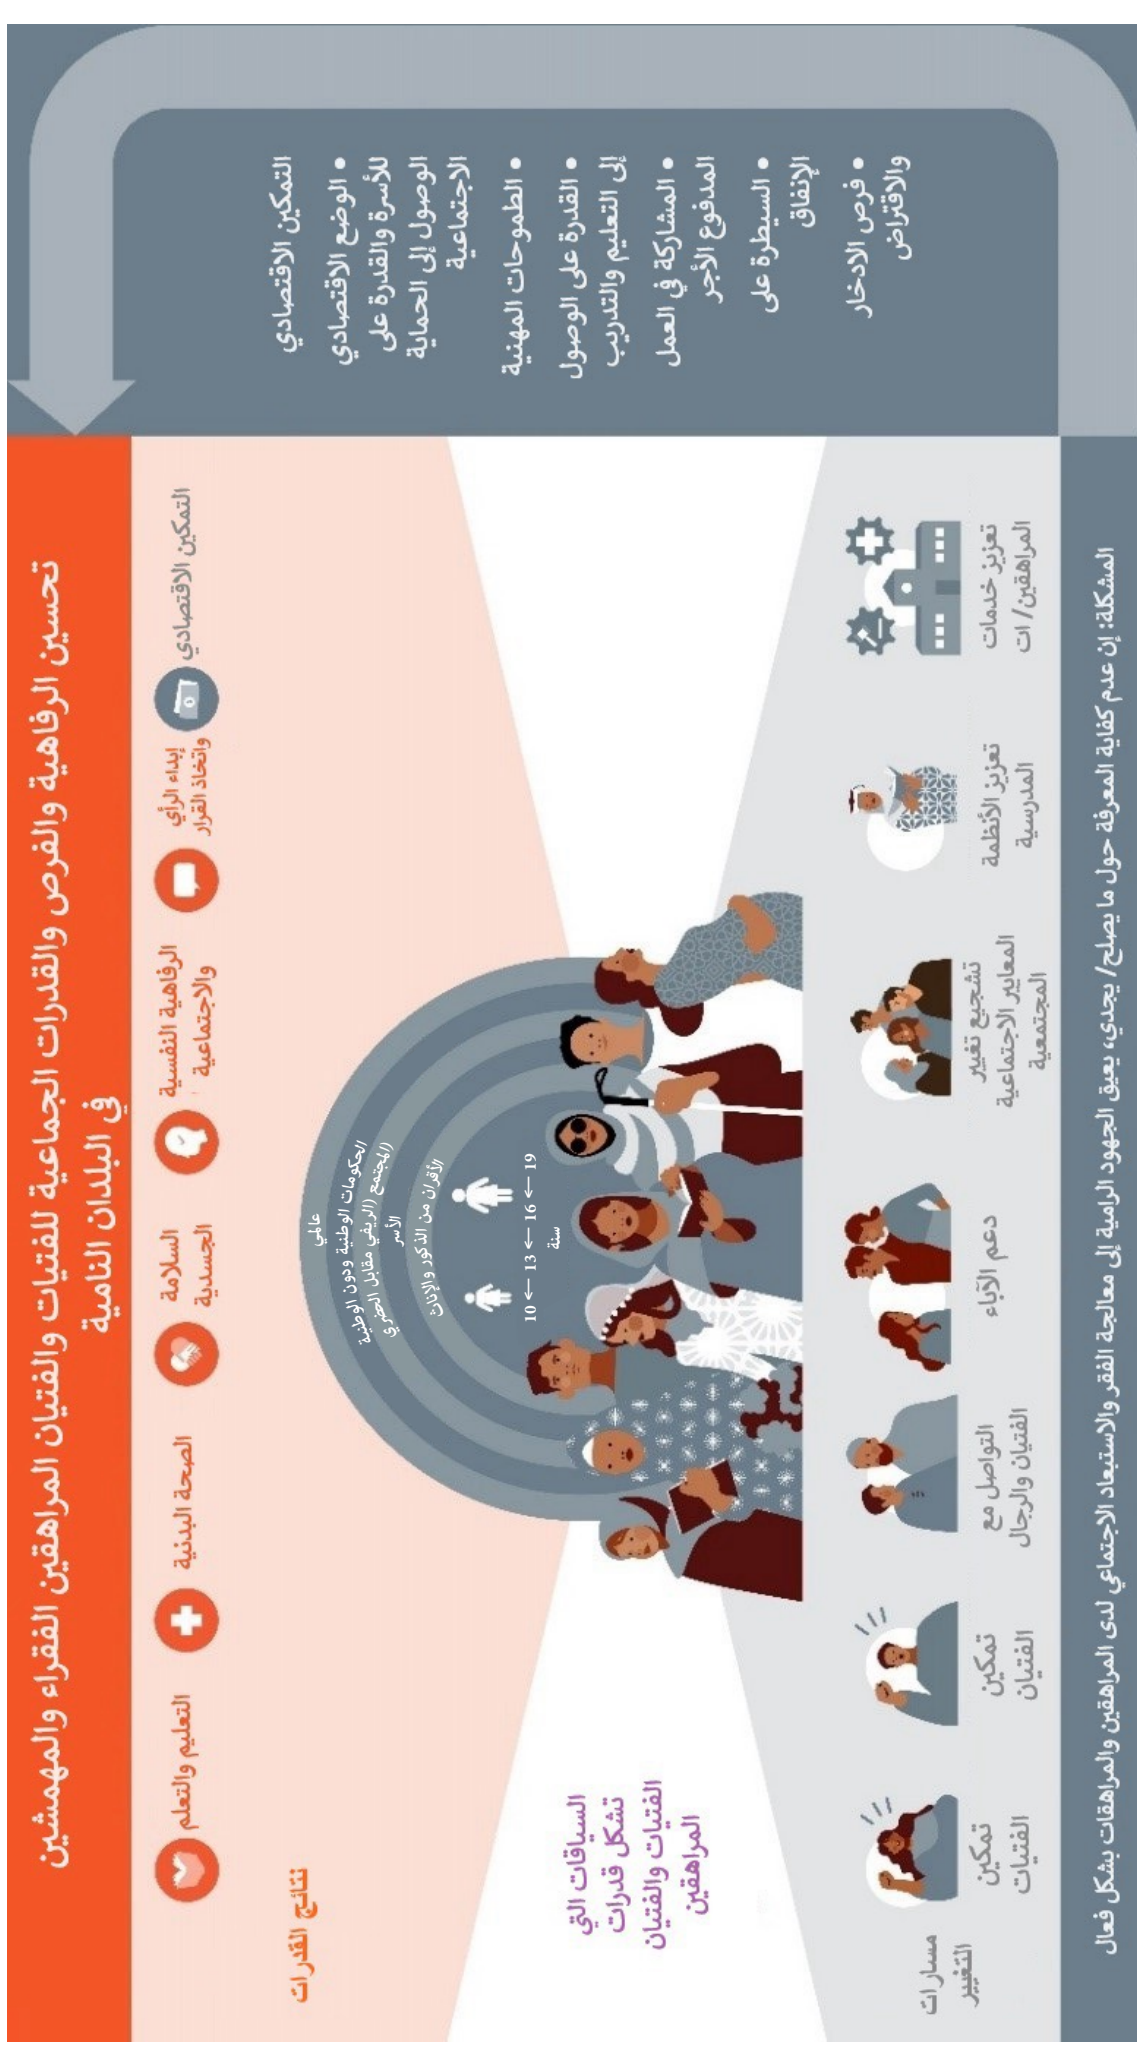 تحسين الرفاهية والفرص والقدرات الجماعية للفتيات والفتيان المراهقين الفقراء والمهمشين
في البلدان النامية
التمكين الاقتصادي
إبداء الرأي
واتخاذ القرار
الرفاهية النفسية
والاجتماعية
السلامة
الجسدية
الصحة البدنية
التعليم والتعلم
نتائج القدرات
التمكين الاقتصادي
• الوضع الاقتصادي
للأسرة والقدرة على
الوصول إلى الحماية
الاجتماعية
• الطموحات المهنية
• القدرة على الوصول
إلى التعليم والتدريب
• المشاركة في العمل
المدفوع الأجر
• السيطرة على
الإنفاق
• فرص الادخار
والاقتراض
عالمي
الحكومات الوطنية ودون الوطنية
المجتمع (الريفي مقابل الحضري)
الأسر
الأقران من الذكور والإناث
10 ← 13 ← 16 ← 19
سنة
السياقات التي
تشكل قدرات
الفتيات والفتيان
المراهقين
تعزيز خدمات
المراهقين/ ات
تعزيز الأنظمة
المدرسية
تشجيع تغيير
المعايير الاجتماعية
المجتمعية
دعم الآباء
التواصل مع
الفتيان والرجال
تمكين
الفتيان
تمكين
الفتيات
مسارات
التغيير
المشكلة: إن عدم كفاية المعرفة حول ما يصلح/ يجدي، يعيق الجهود الرامية إلى معالجة الفقر والاستبعاد الاجتماعي لدى المراهقين والمراهقات بشكل فعال